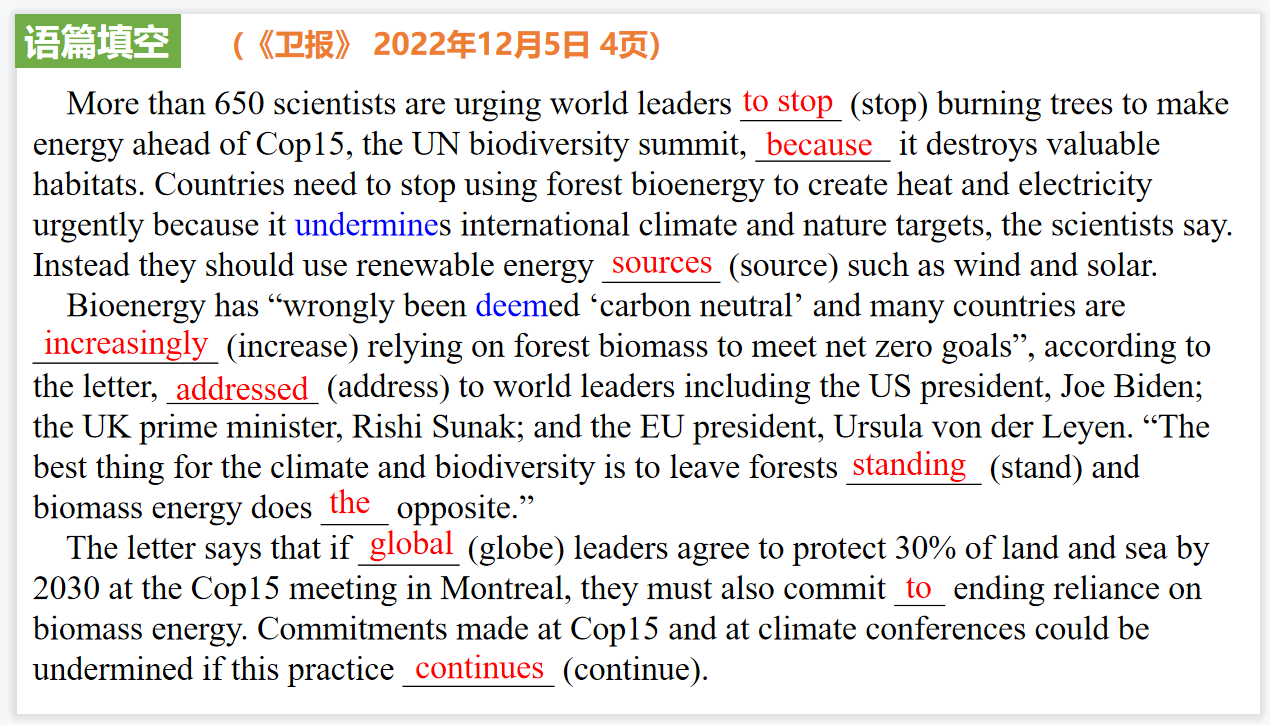 语篇填空 (《卫报》 2022年12月5日 4页)
More than 650 scientists are urging world leaders to stop (stop) burning trees to make
energy ahead of Cop15, the UN biodiversity summit, because it destroys valuable
habitats. Countries need to stop using forest bioenergy to create heat and electricity
urgently because it undermines international climate and nature targets, the scientists say.
Instead they should use renewable energy sources (source) such as wind and solar.
Bioenergy has “wrongly been deemed ‘carbon neutral’ and many countries are
increasingly (increase) relying on forest biomass to meet net zero goals”, according to
the letter, addressed (address) to world leaders including the US president, Joe Biden;
the UK prime minister, Rishi Sunak; and the EU president, Ursula von der Leyen. “The
best thing for the climate and biodiversity is to leave forests standing (stand) and
biomass energy does the opposite.”
The letter says that if global (globe) leaders agree to protect 30% of land and sea by
2030 at the Cop15 meeting in Montreal, they must also commit to ending reliance on
biomass energy. Commitments made at Cop15 and at climate conferences could be
undermined if this practice continues (continue).